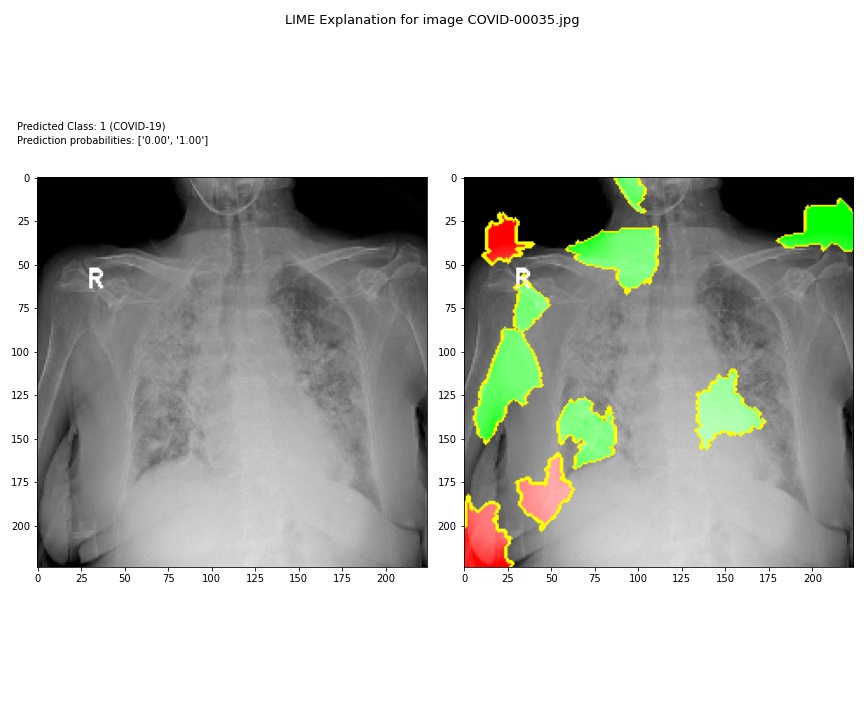 LIME Explanation for image COVID-00035.jpg
Predicted Class: 1 (COVID-19)
Prediction probabilities: ['0.00', '1.00']
0
25
50
75
100
125
150
175
200
0 25 50 75 100 125 150 175 200
R
0
25
50
75
100
125
150
175
200
0 25 50 75 100 125 150 175 200
R